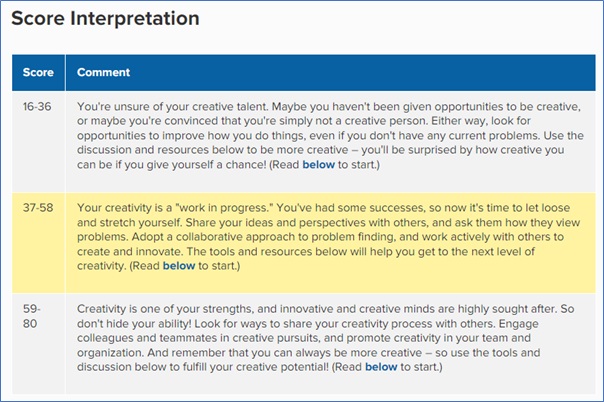 Score Interpretation
Score Comment
16-36 You're unsure of your creative talent. Maybe you haven't been given opportunities to be creative,
or maybe you're convinced that you're simply not a creative person. Either way, look for
opportunities to improve how you do things, even if you don't have any current problems. Use the
discussion and resources below to be more creative – you'll be surprised by how creative you
can be if you give yourself a chance! (Read below to start.)
37-58 Your creativity is a "work in progress." You've had some successes, so now it's time to let loose
and stretch yourself. Share your ideas and perspectives with others, and ask them how they view
problems. Adopt a collaborative approach to problem finding, and work actively with others to
create and innovate. The tools and resources below will help you get to the next level of
creativity. (Read below to start.)
59- Creativity is one of your strengths, and innovative and creative minds are highly sought after. So
80 don't hide your ability! Look for ways to share your creativity process with others. Engage
colleagues and teammates in creative pursuits, and promote creativity in your team and
organization. And remember that you can always be more creative – so use the tools and
discussion below to fulfill your creative potential! (Read below to start.)